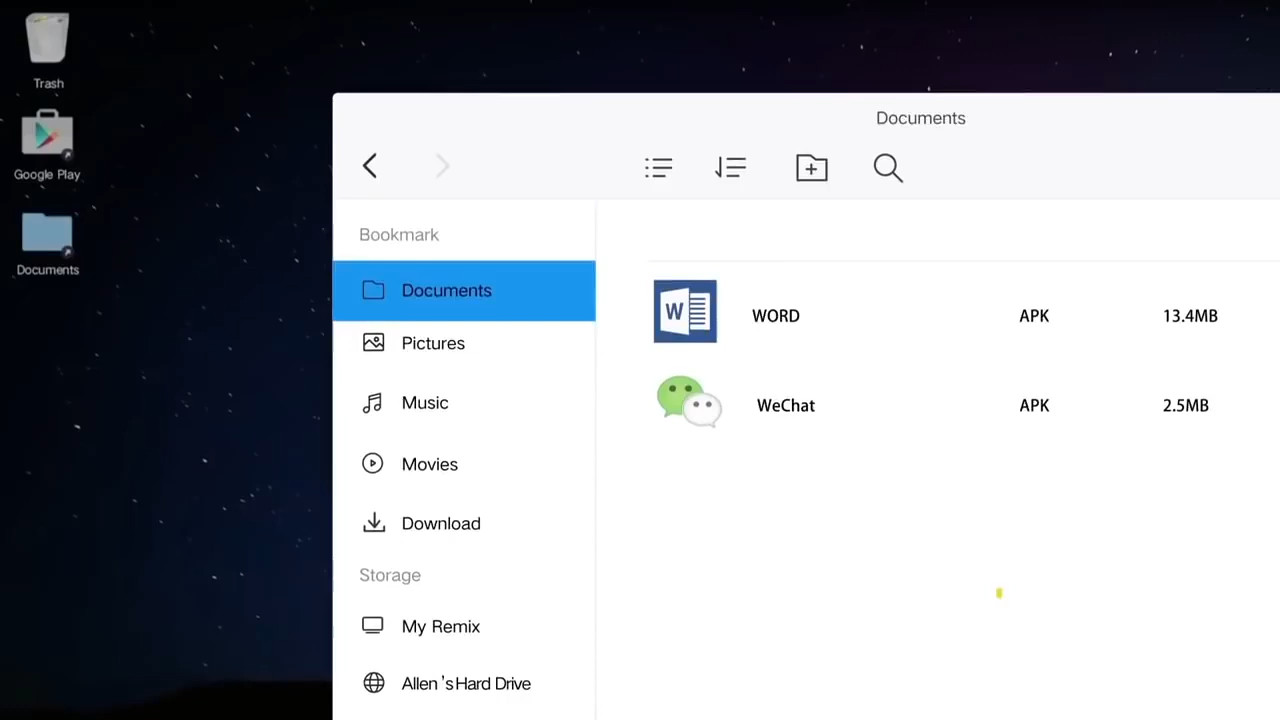 Trash
Google Play
Documents
Documents
Bookmark
Documents
Pictures
Music
Movies
Download
Storage
My Remix
Allen's Hard Drive
W
WORD APK 13.4MB
WeChat APK 2.5MB